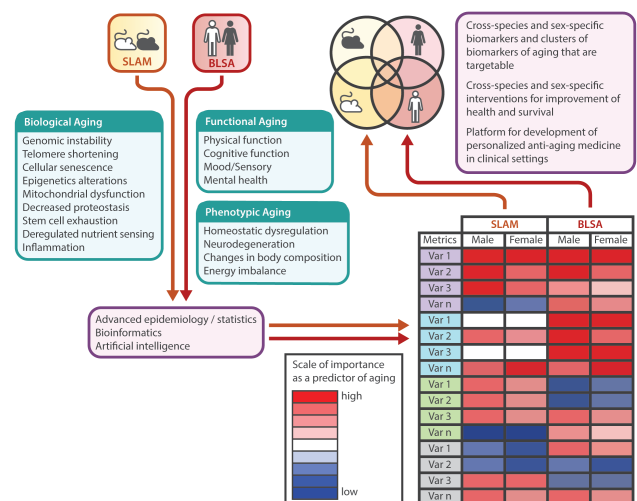 SLAM
BLSA
Cross-species and sex-specific
biomarkers and clusters of
biomarkers of aging that are
targetable
Cross-species and sex-specific
interventions for improvement of
health and survival
Platform for development of
personalized anti-aging medicine
in clinical settings
Biological Aging
Genomic instability
Telomere shortening
Cellular senescence
Epigenetics alterations
Mitochondrial dysfunction
Decreased proteostasis
Stem cell exhaustion
Deregulated nutrient sensing
Inflammation
Functional Aging
Physical function
Cognitive function
Mood/Sensory
Mental health
Phenotypic Aging
Homeostatic dysregulation
Neurodegeneration
Changes in body composition
Energy imbalance
Advanced epidemiology / statistics
Bioinformatics
Artificial intelligence
Scale of importance
as a predictor of aging
high
low
SLAM BLSA
Metrics Male Female Male Female
Var 1
Var 2
Var 3
Var n
Var 1
Var 2
Var 3
Var n
Var 1
Var 2
Var 3
Var n
Var 1
Var 2
Var 3
Var n